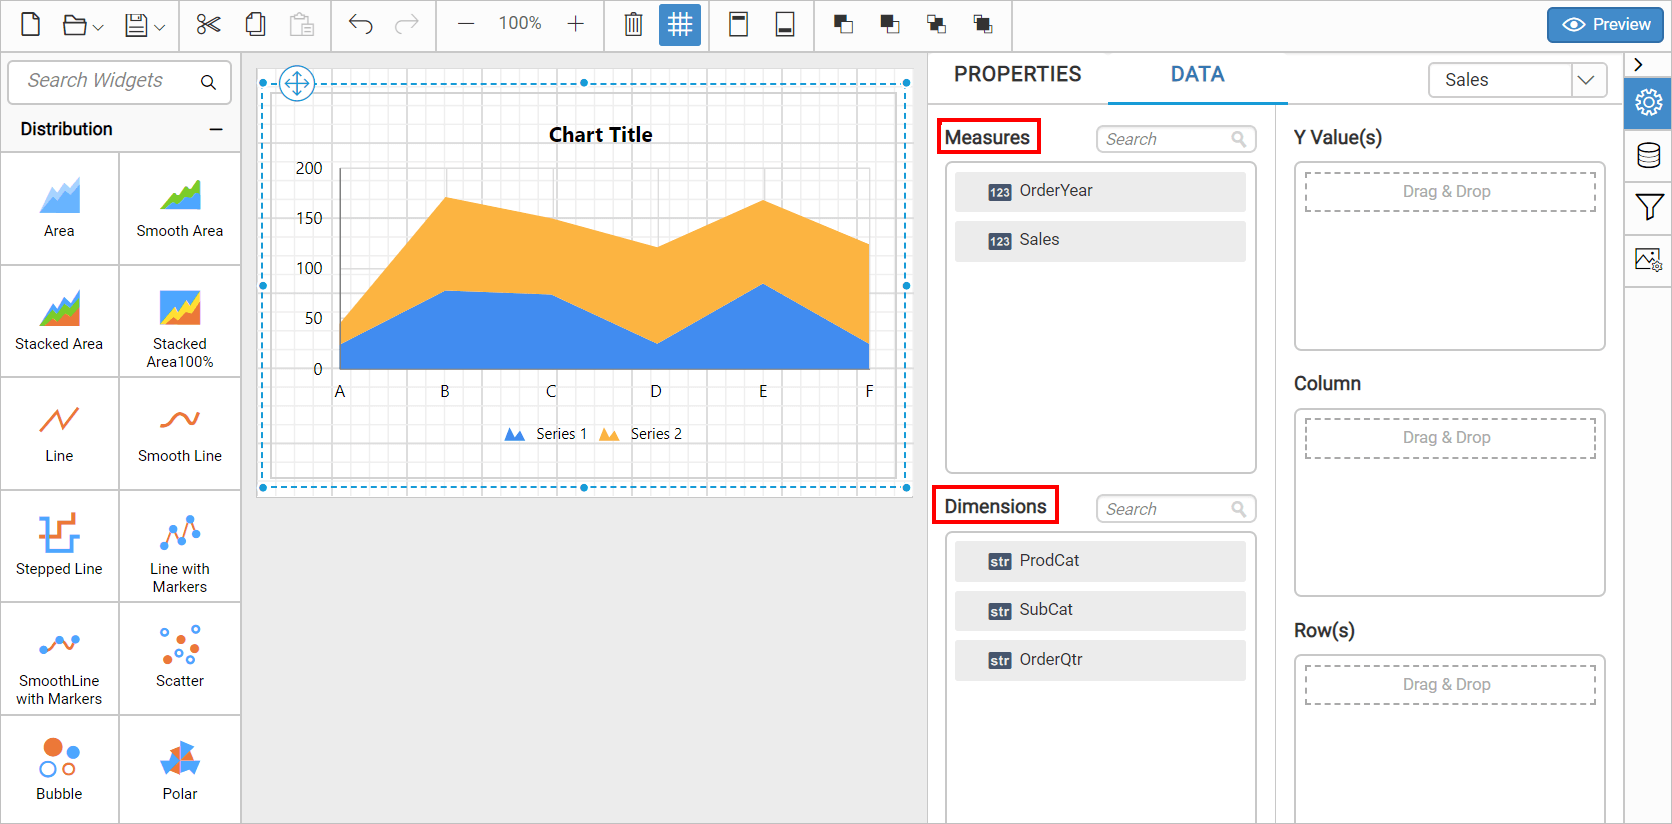 100%
Preview
Search Widgets
Distribution
Area
Smooth Area
Stacked Area
Stacked
Area100%
Line
Smooth Line
Stepped Line
Line with
Markers
SmoothLine
with Markers
Scatter
Bubble
Polar
Chart Title
200
150
100
50
0
A B C D E F
Series 1 Series 2
PROPERTIES
DATA
Sales
Measures
Search
123 OrderYear
123 Sales
Dimensions
Search
str ProdCat
str SubCat
str OrderQtr
Y Value(s)
Drag & Drop
Column
Drag & Drop
Row(s)
Drag & Drop